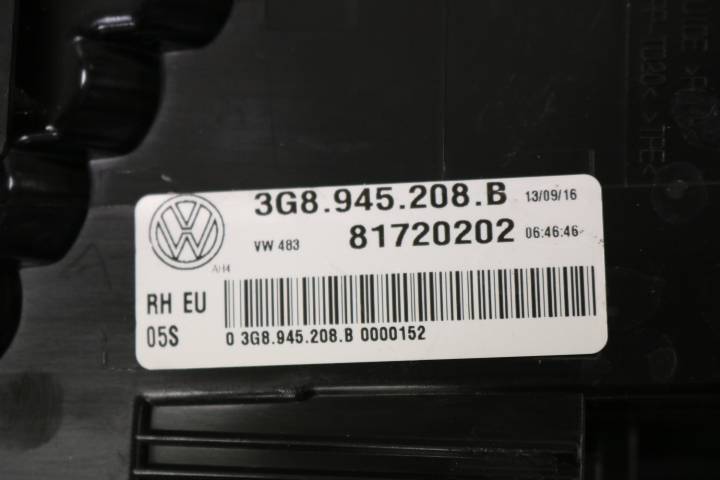 3G8.945.208.B 13/09/16
VW 483 81720202 06:46:46
AH4
RH EU
05S
0 3G8.945.208.B 0000152